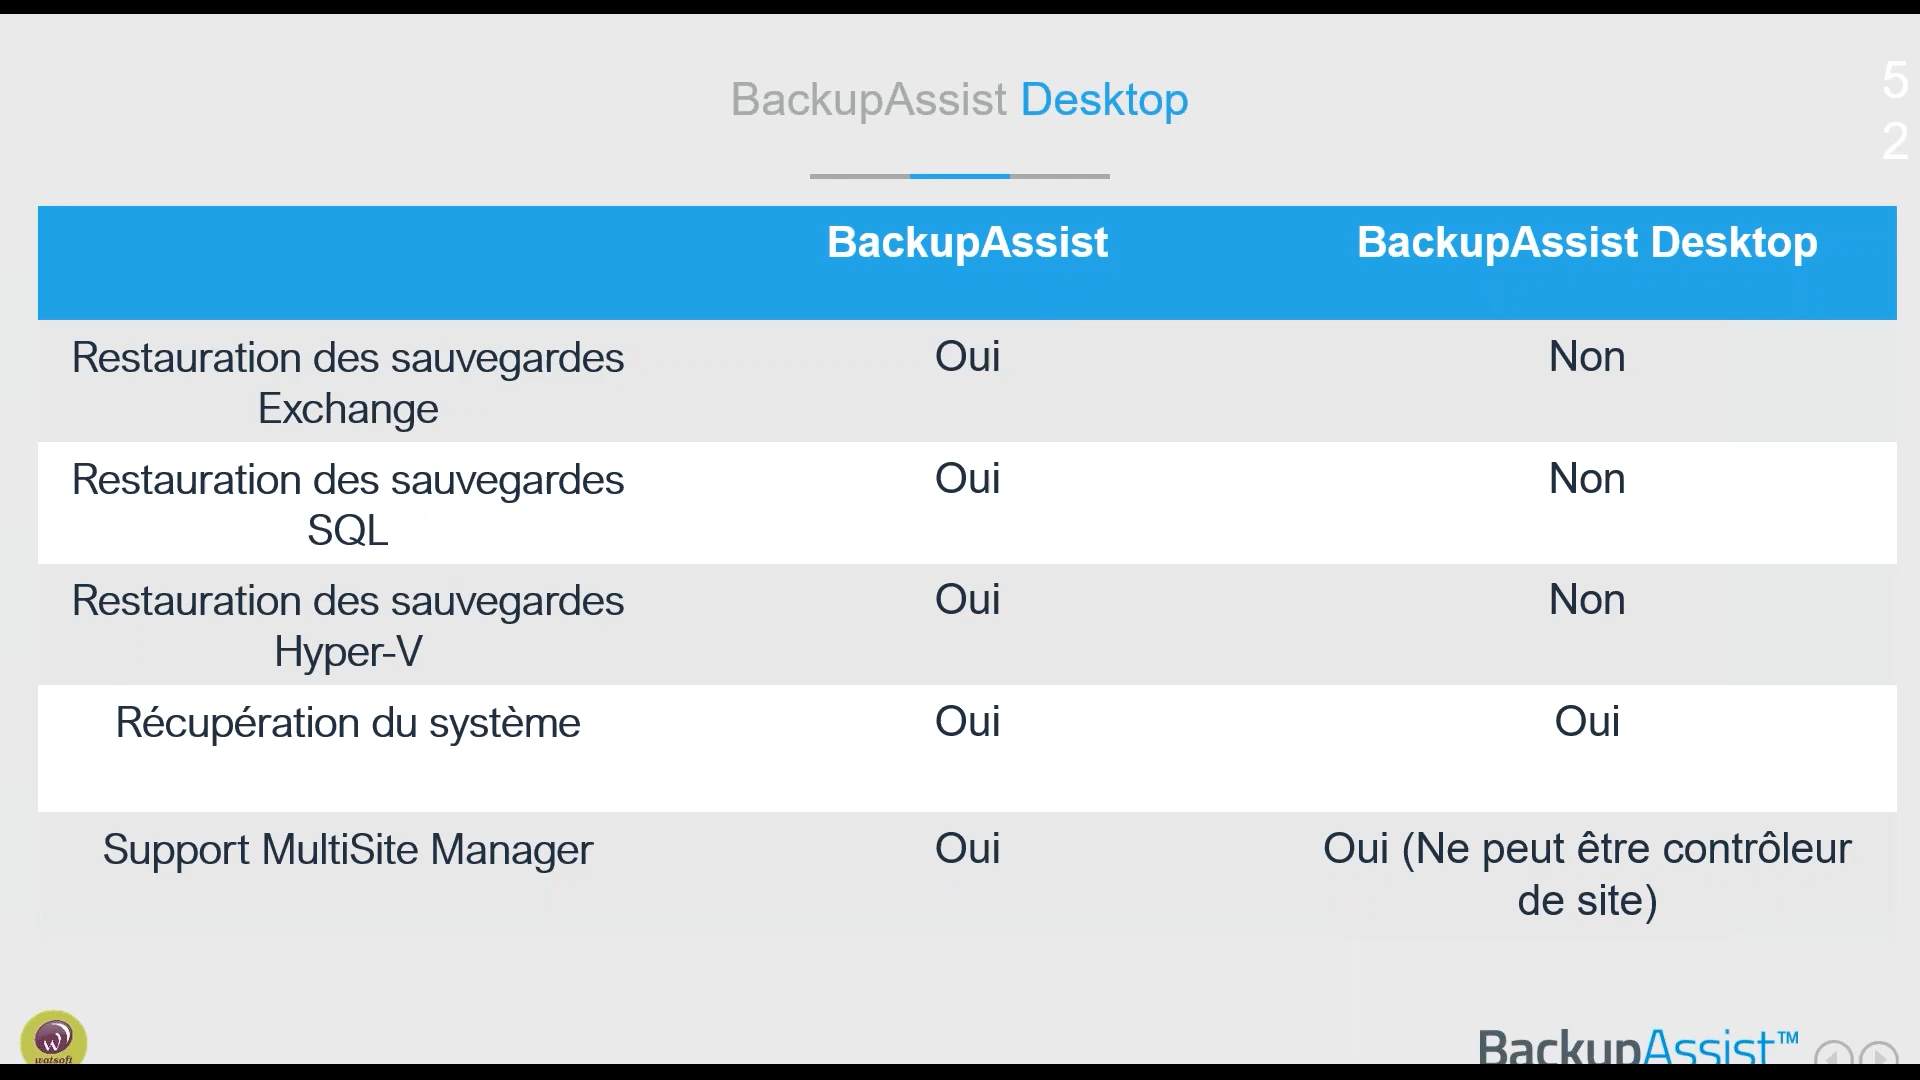 BackupAssist Desktop
5
2
BackupAssist BackupAssist Desktop
Restauration des sauvegardes Oui Non
Exchange
Restauration des sauvegardes Oui Non
SQL
Restauration des sauvegardes Oui Non
Hyper-V
Récupération du système Oui Oui
Support MultiSite Manager Oui Oui (Ne peut être contrôleur
de site)
watsoft
BackupAssist™